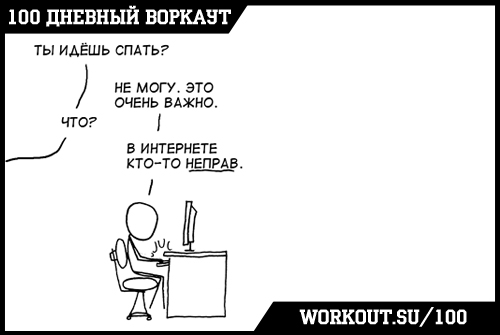 100 ДНЕВНЫЙ ВОРКАУТ
ТЫ ИДЁШЬ СПАТЬ?
НЕ МОГУ. ЭТО
ОЧЕНЬ ВАЖНО.
ЧТО?
В ИНТЕРНЕТЕ
КТО-ТО НЕПРАВ.
WORKOUT.SU/100